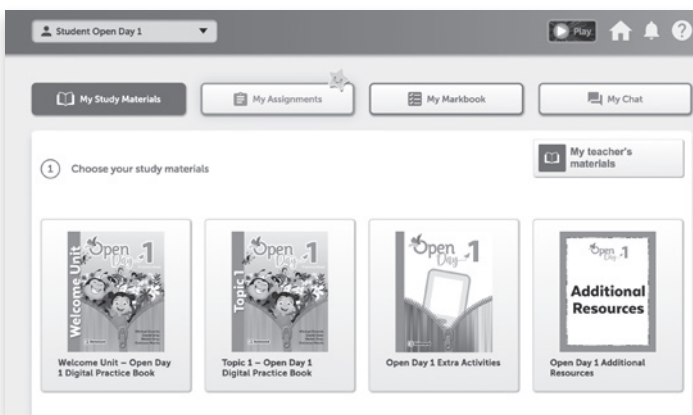 Student Open Day 1
Play
?
My Study Materials
My Assignments
My Markbook
My Chat
1 Choose your study materials
My teacher's
materials
Welcome Unit
Open
Day 1
Topic 1
Open
Day 1
Open
Day 1
Open
Day 1
Additional
Resources
Welcome Unit – Open Day
1 Digital Practice Book
Topic 1 – Open Day 1
Digital Practice Book
Open Day 1 Extra Activities
Open Day 1 Additional
Resources